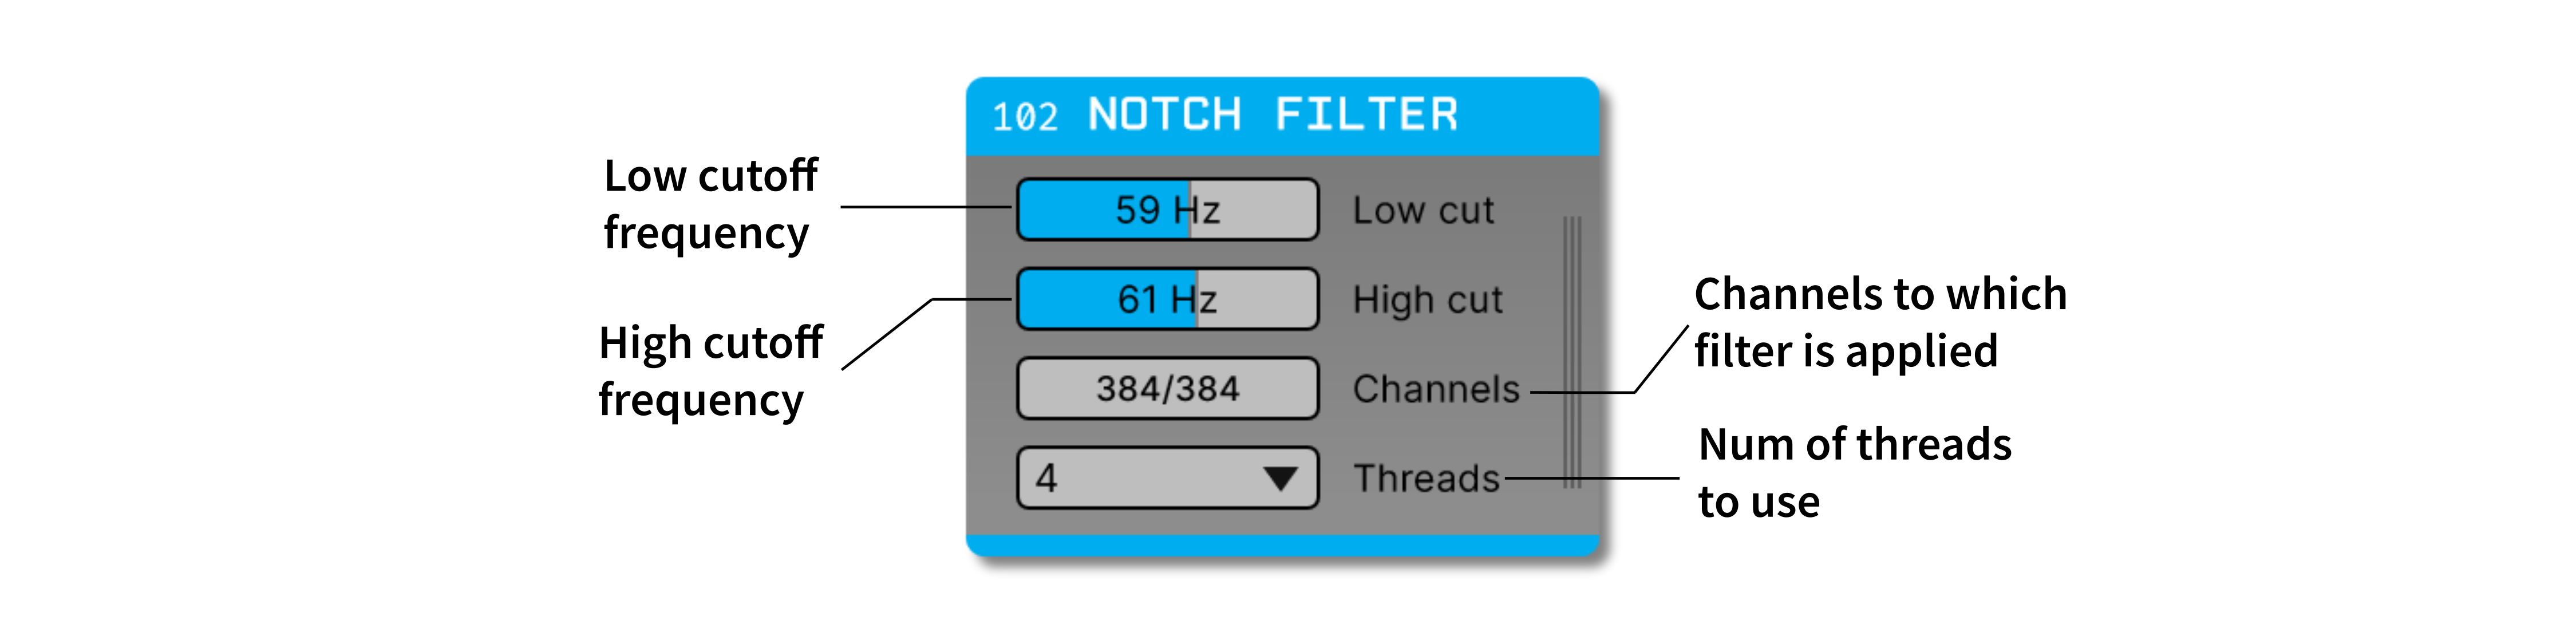 102 NOTCH FILTER
Low cutoff
frequency
59 Hz Low cut
High cutoff
frequency
61 Hz High cut
384/384 Channels
Channels to which
filter is applied
4 Threads
Num of threads
to use